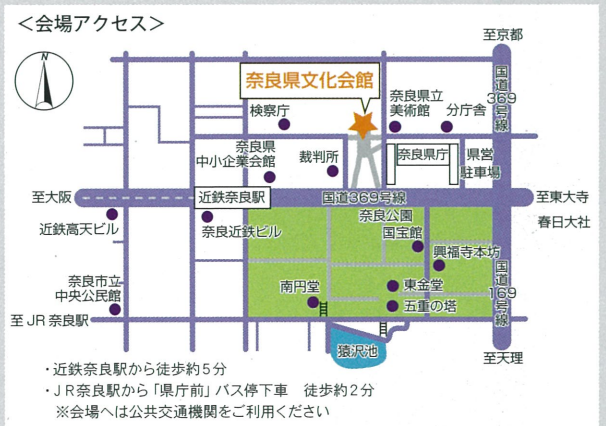 ＜会場アクセス＞
至京都
国道369号線
奈良県文化会館
検察庁
奈良県立
美術館
分庁舎
奈良県
中小企業会館
裁判所
奈良県庁
県営
駐車場
至大阪
近鉄奈良駅
国道369号線
至東大寺
春日大社
近鉄高天ビル
奈良近鉄ビル
奈良公園
国宝館
興福寺本坊
奈良市立
中央公民館
南円堂
東金堂
五重の塔
国道169号線
至JR奈良駅
猿沢池
至天理
・近鉄奈良駅から徒歩約5分
・JR奈良駅から「県庁前」バス停下車　徒歩約2分
※会場へは公共交通機関をご利用ください